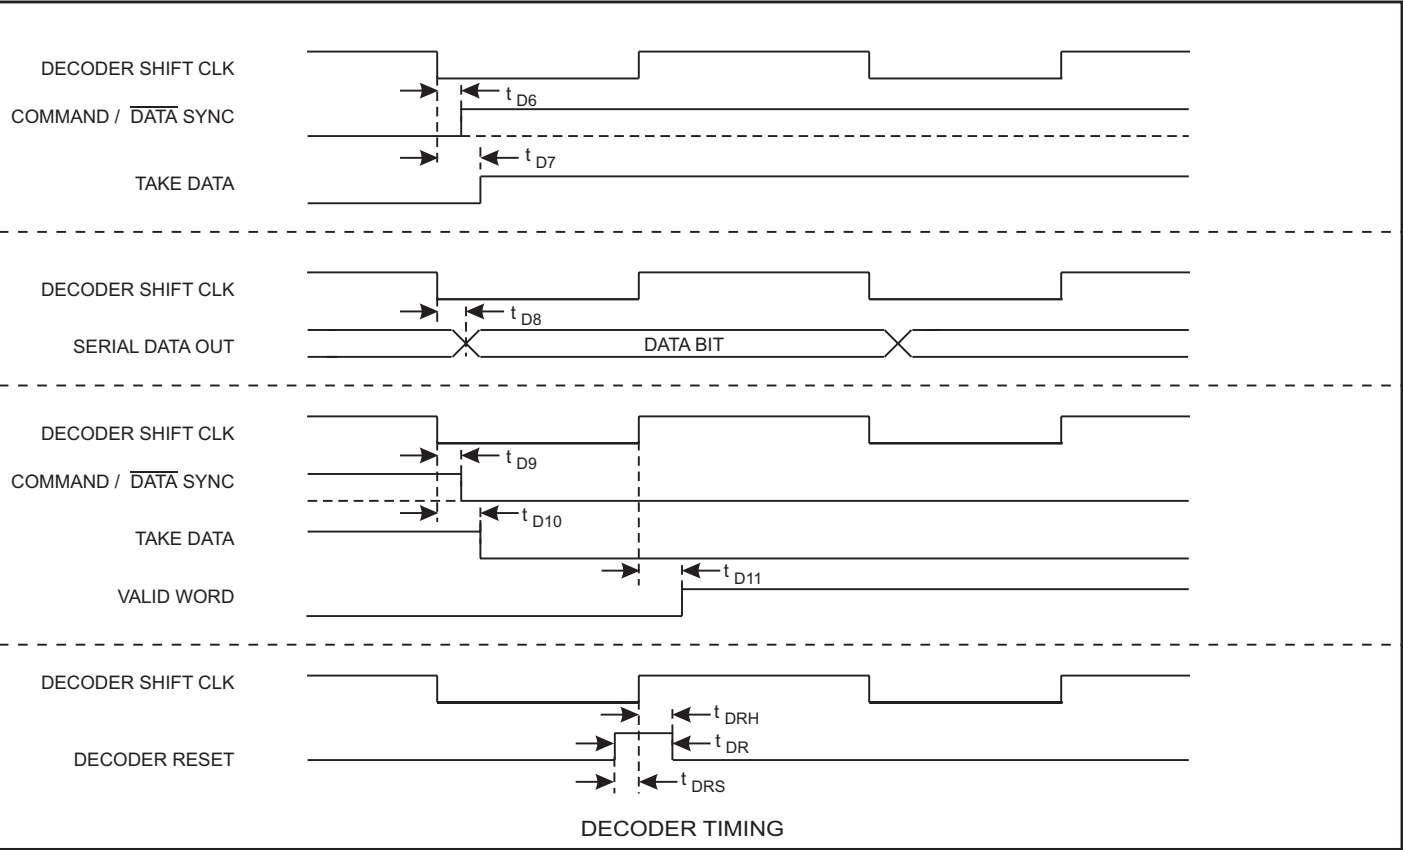 DECODER SHIFT CLK
t D6
COMMAND / DATA SYNC
t D7
TAKE DATA
DECODER SHIFT CLK
t D8
SERIAL DATA OUT
DATA BIT
DECODER SHIFT CLK
t D9
COMMAND / DATA SYNC
t D10
TAKE DATA
t D11
VALID WORD
DECODER SHIFT CLK
t DRH
t DR
DECODER RESET
t DRS
DECODER TIMING